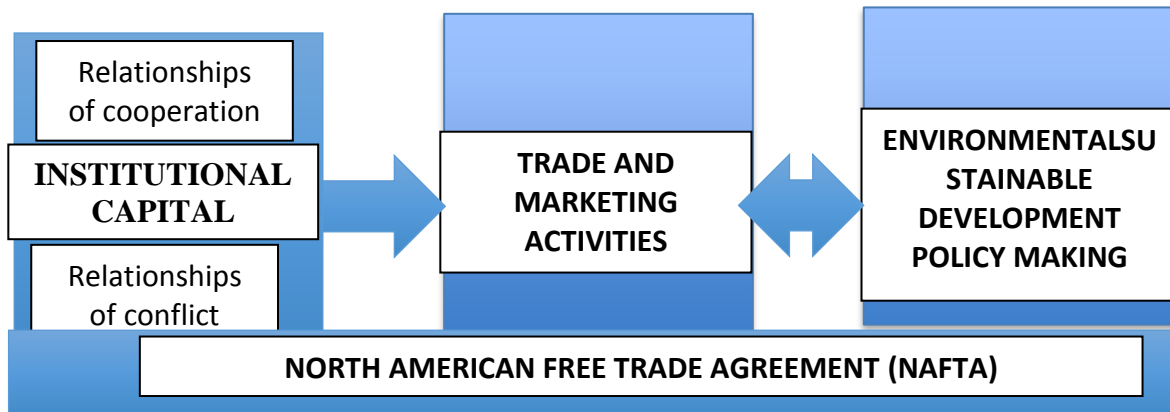 Relationships
of cooperation
INSTITUTIONAL
CAPITAL
Relationships
of conflict
TRADE AND
MARKETING
ACTIVITIES
ENVIRONMENTALSU
STAINABLE
DEVELOPMENT
POLICY MAKING
NORTH AMERICAN FREE TRADE AGREEMENT (NAFTA)